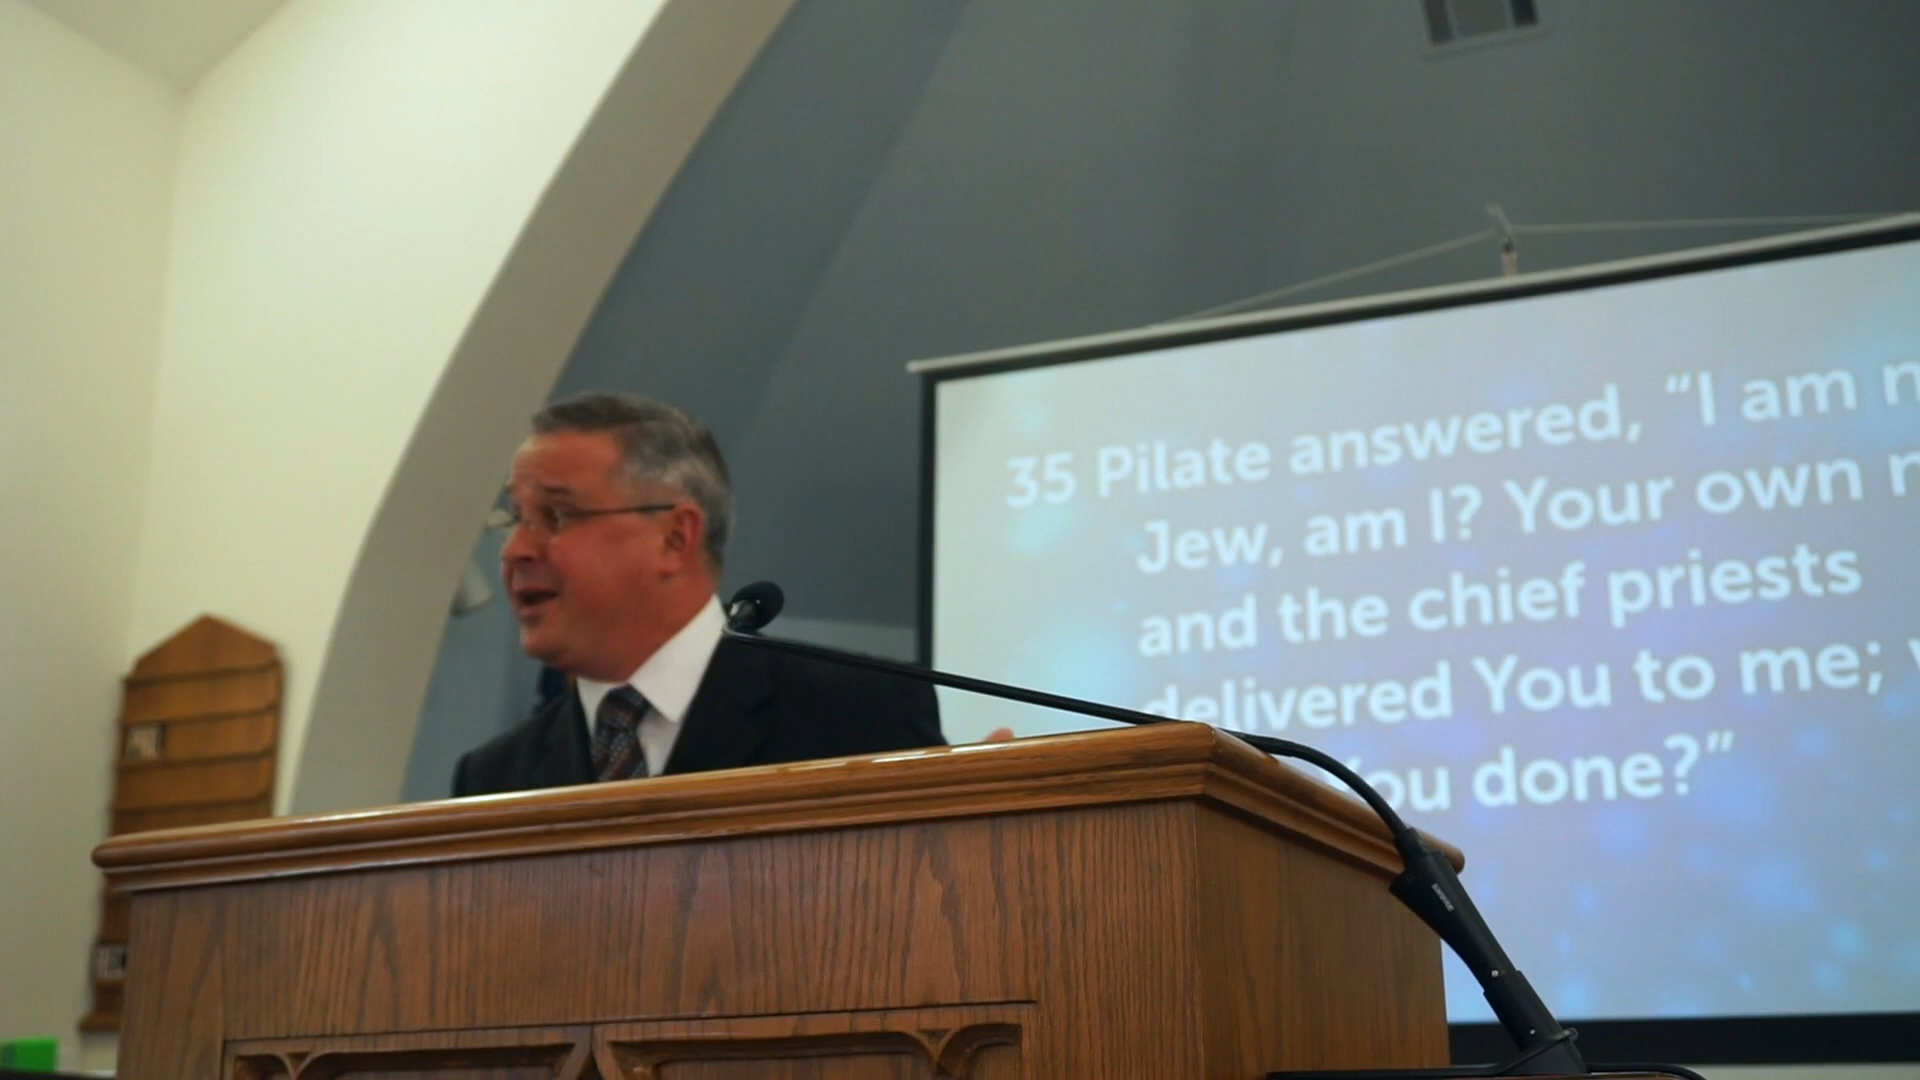 35 Pilate answered, “I am
Jew, am I? Your own
and the chief priests
delivered You to me;
You done?”